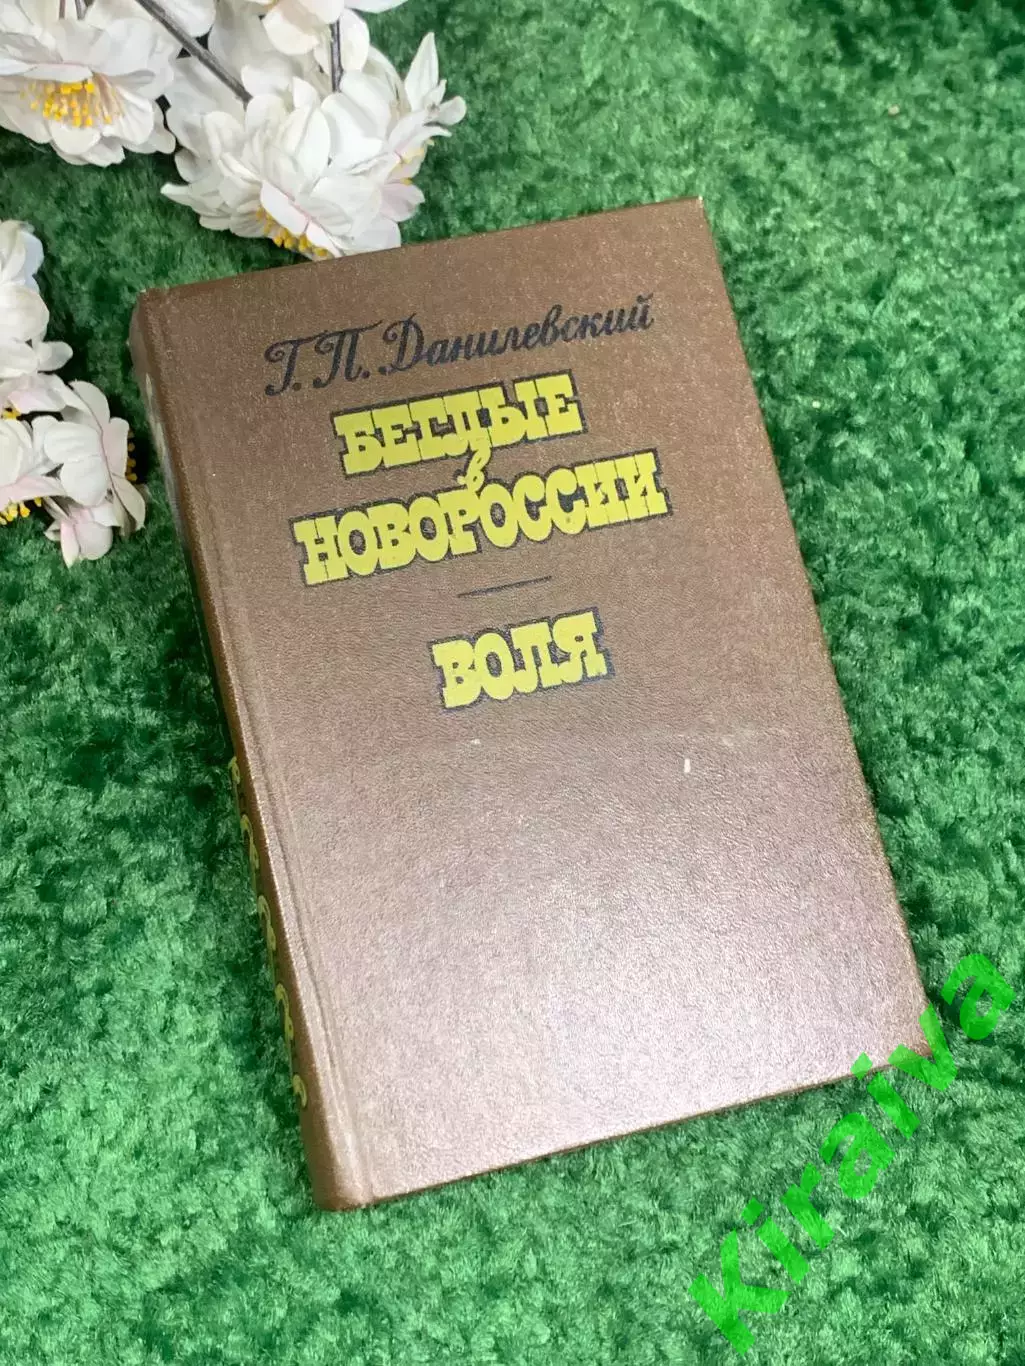 Г. П. Данилевский
БЕГЛЫЕ
в
НОВОРОССИИ
ВОЛЯ
Kiraiva